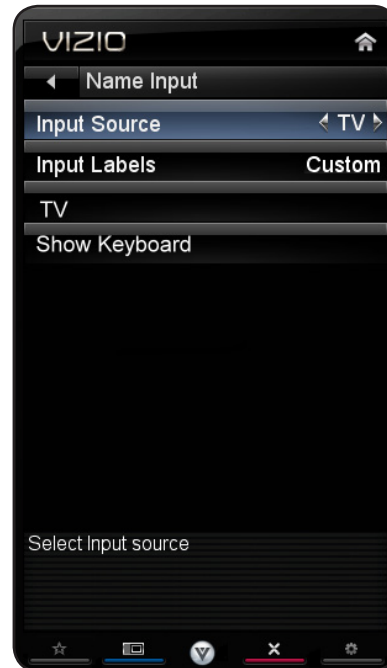 VIZIO
Name Input
Input Source TV
Input Labels Custom
TV
Show Keyboard
Select Input source
V